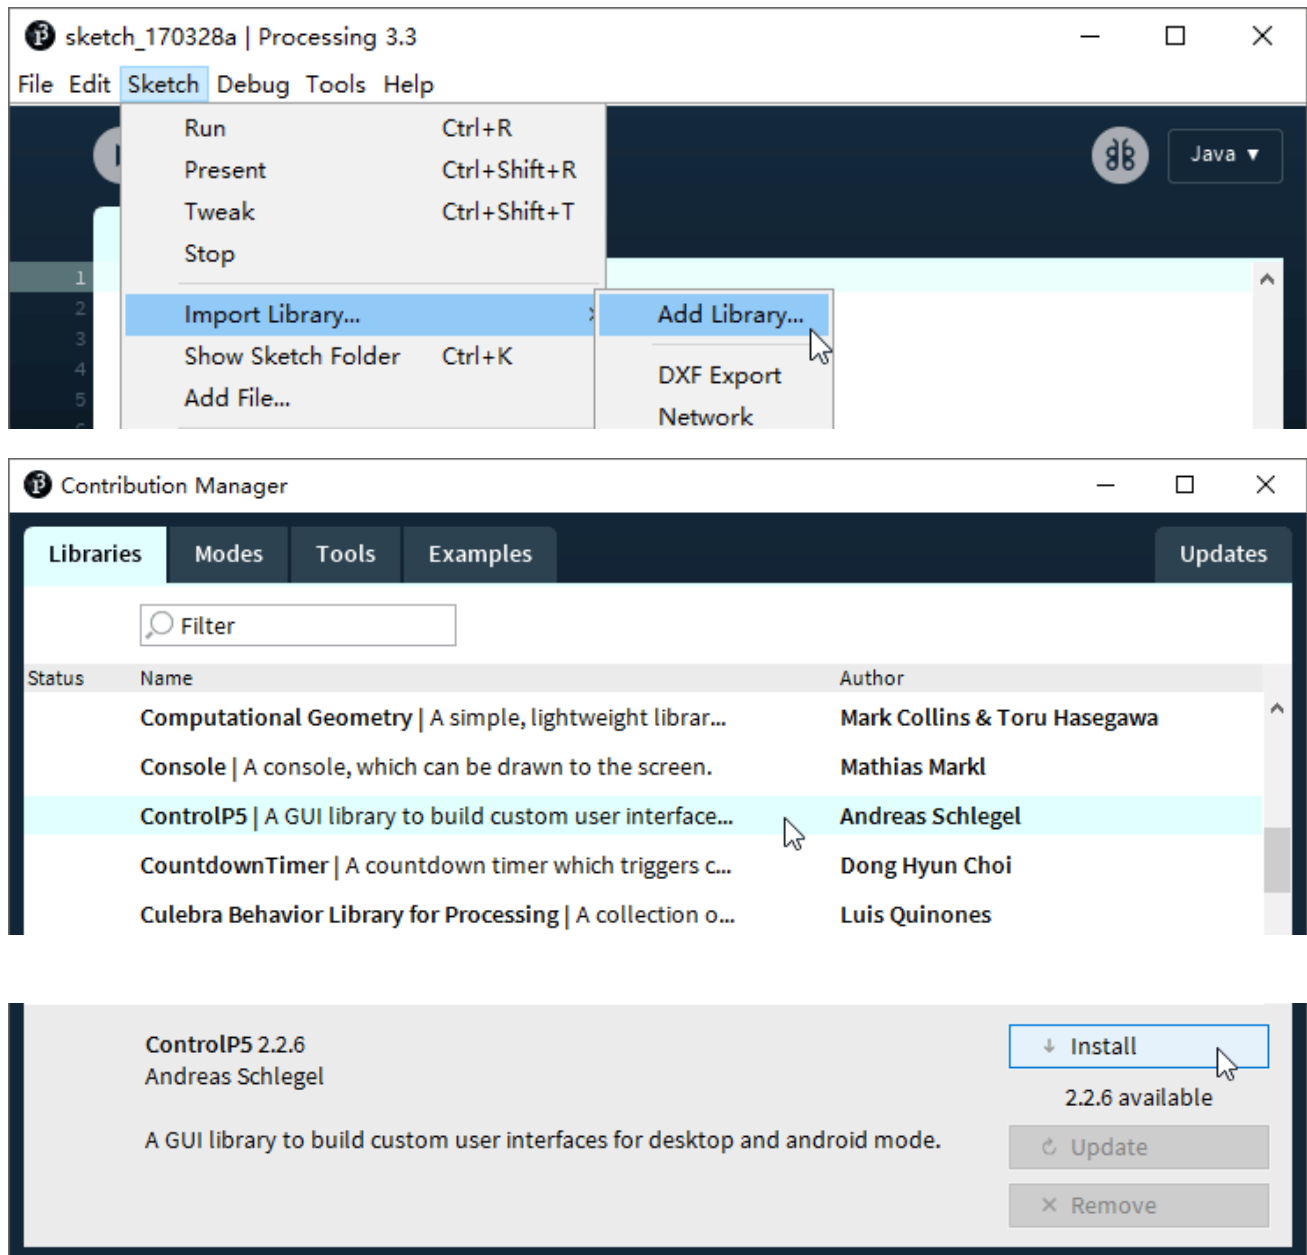 sketch_170328a | Processing 3.3
File Edit Sketch Debug Tools Help
Run Ctrl+R
Present Ctrl+Shift+R
Java ▼
Tweak Ctrl+Shift+T
Stop
1
2
3
4
5
Import Library... Add Library...
Show Sketch Folder Ctrl+K
DXF Export
Add File...
Network
Contribution Manager
Libraries Modes Tools Examples Updates
Filter
Status Name Author
Computational Geometry | A simple, lightweight librar... Mark Collins & Toru Hasegawa
Console | A console, which can be drawn to the screen. Mathias Markl
ControlP5 | A GUI library to build custom user interface... Andreas Schlegel
CountdownTimer | A countdown timer which triggers c... Dong Hyun Choi
Culebra Behavior Library for Processing | A collection o... Luis Quinones
ControlP5 2.2.6
Andreas Schlegel
Install
2.2.6 available
A GUI library to build custom user interfaces for desktop and android mode.
Update
Remove